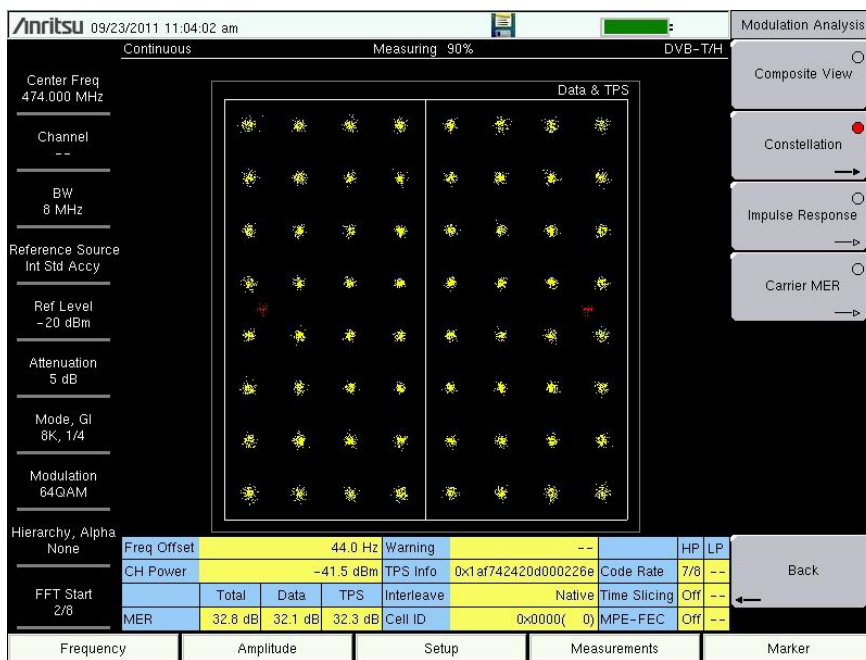 Anritsu 09/23/2011 11:04:02 am
Modulation Analysis
Continuous Measuring 90% DVB-T/H
Center Freq
474.000 MHz
Channel
--
BW
8 MHz
Reference Source
Int Std Accy
Ref Level
-20 dBm
Attenuation
5 dB
Mode, GI
8K, 1/4
Modulation
64QAM
Hierarchy, Alpha
None
FFT Start
2/8
Data & TPS
Composite View
Constellation
Impulse Response
Carrier MER
Back
Freq Offset 44.0 Hz Warning -- HP LP
CH Power -41.5 dBm TPS Info 0x1af742420d000226e Code Rate 7/8 --
Total Data TPS Interleave Native Time Slicing Off --
MER 32.8 dB 32.1 dB 32.3 dB Cell ID 0x0000( 0) MPE-FEC Off --
Frequency Amplitude Setup Measurements Marker